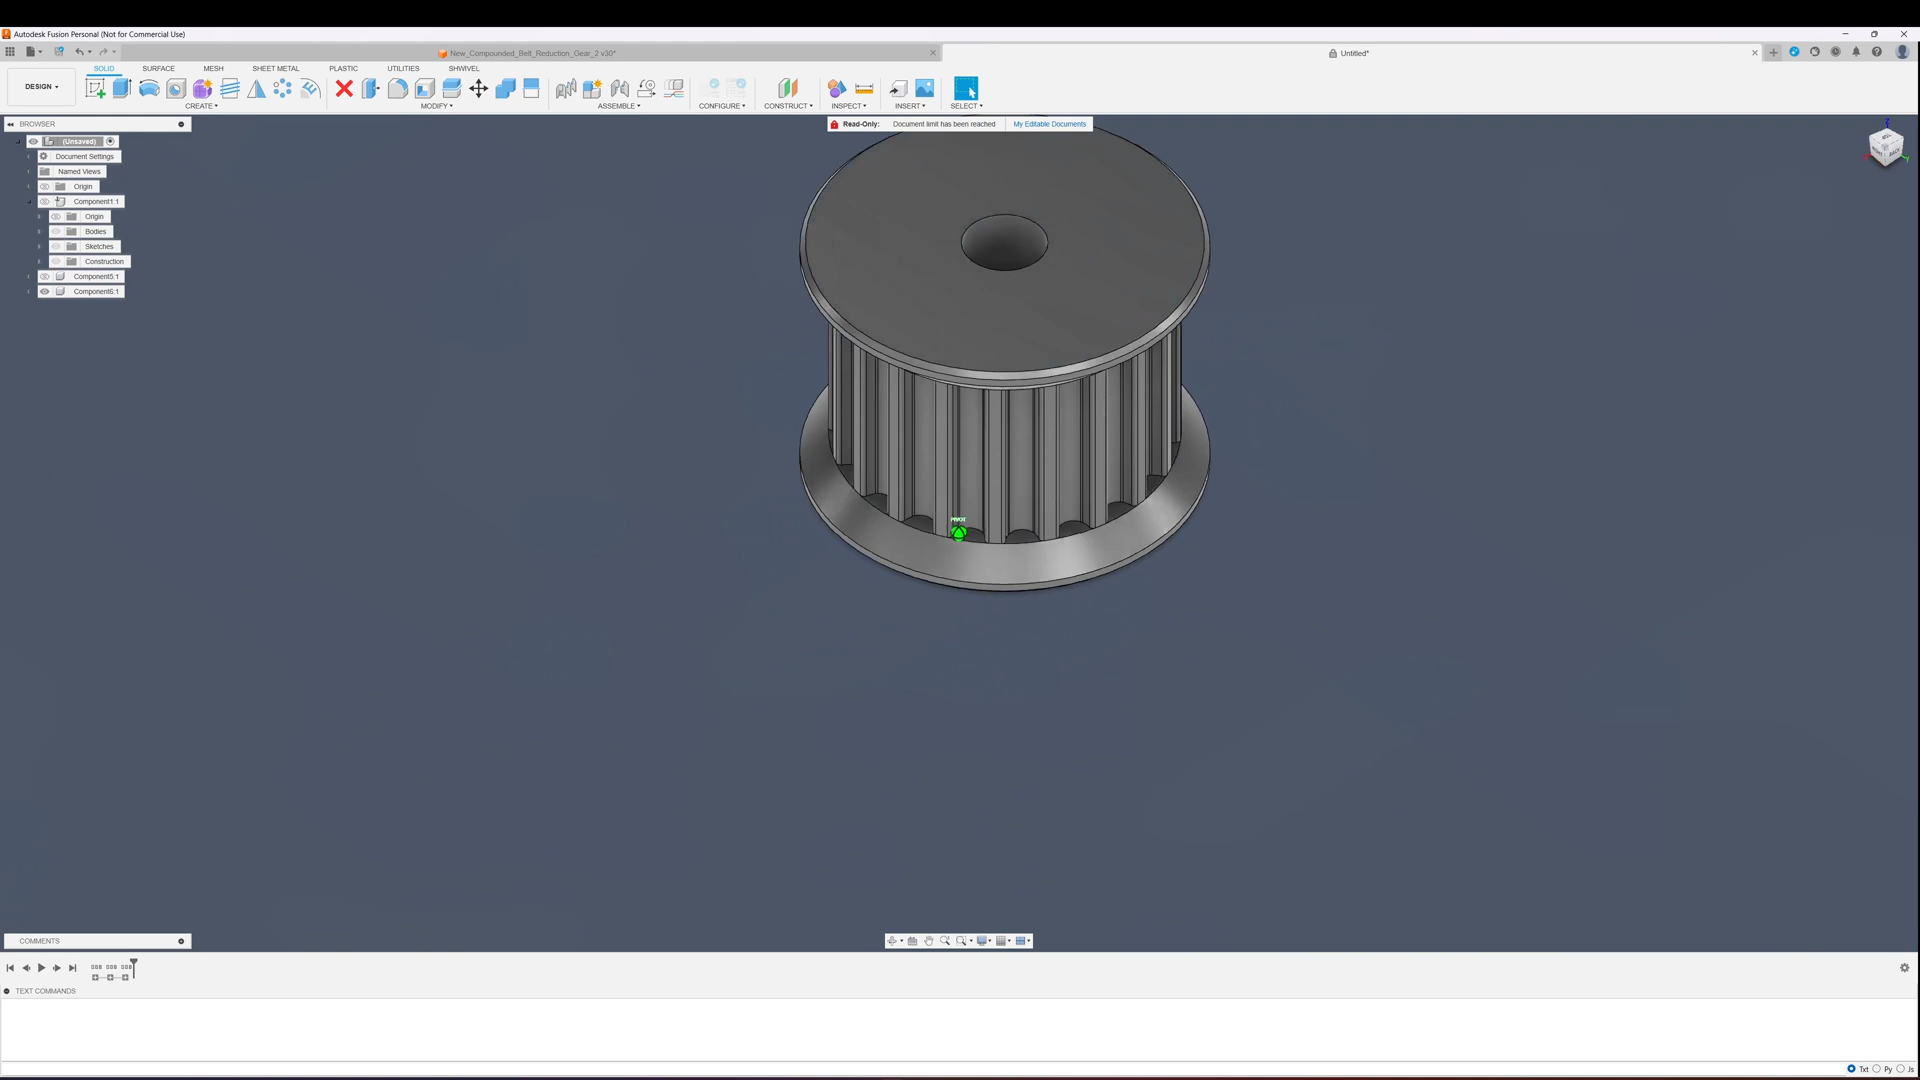 Autodesk Fusion Personal (Not for Commercial Use)
New_Compounded_Belt_Reduction_Gear_2 v30*
Untitled*
SOLID SURFACE MESH SHEET METAL PLASTIC UTILITIES SHWIVEL
DESIGN
CREATE MODIFY ASSEMBLE CONFIGURE CONSTRUCT INSPECT INSERT SELECT
BROWSER
Read-Only: Document limit has been reached My Editable Documents
(Unsaved)
Document Settings
Named Views
Origin
Component1:1
Origin
Bodies
Sketches
Construction
Component5:1
Component6:1
Z
PIVOT
COMMENTS
TEXT COMMANDS
Txt Py Js